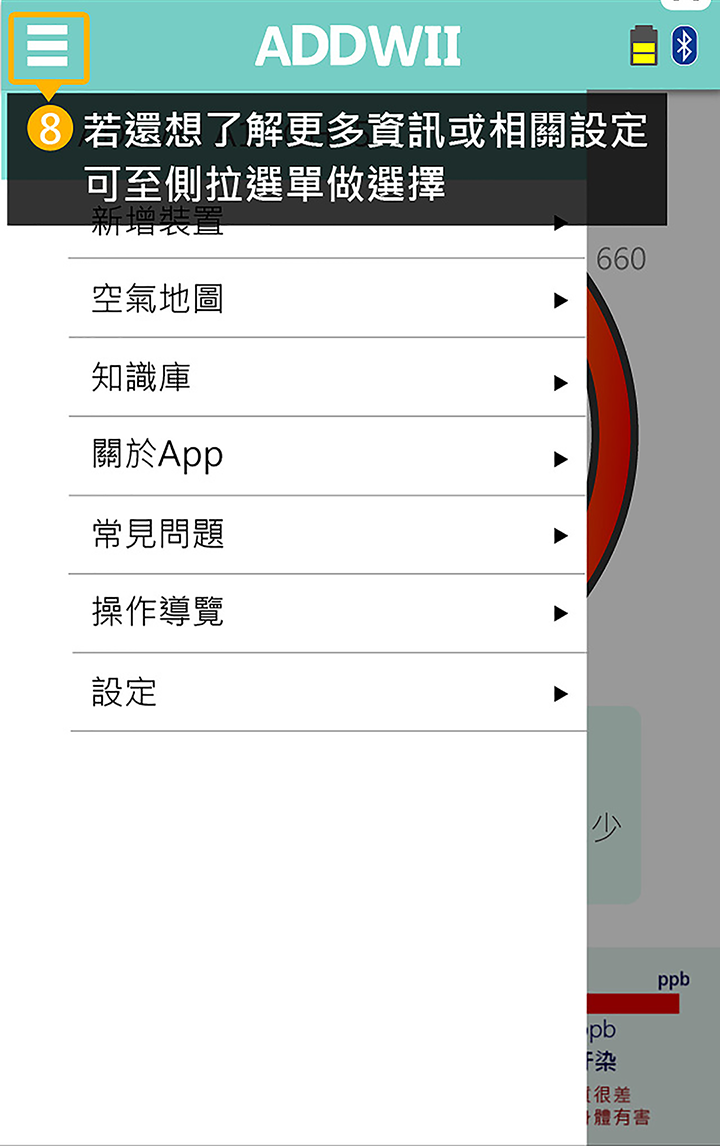 ADDWII
8 若還想了解更多資訊或相關設定
可至側拉選單做選擇
新增裝置
660
空氣地圖
知識庫
關於App
常見問題
操作導覽
設定
少
ppb
ppb
染
很差
體有害